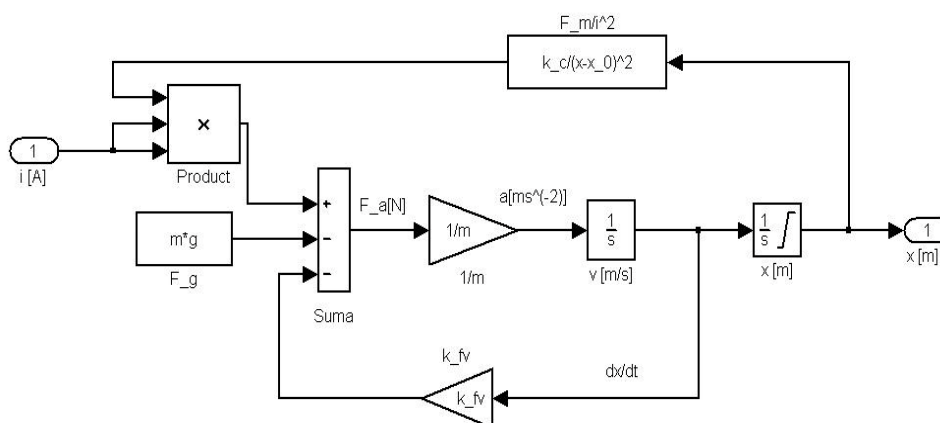 F_m/i^2
k_c/(x-x_0)^2
×
1
i [A]
Product
+
−
−
F_a[N]
a[ms^(-2)]
m*g
F_g
1/m
1/m
1
s
v [m/s]
1
s
x [m]
1
x [m]
Suma
k_fv
k_fv
dx/dt